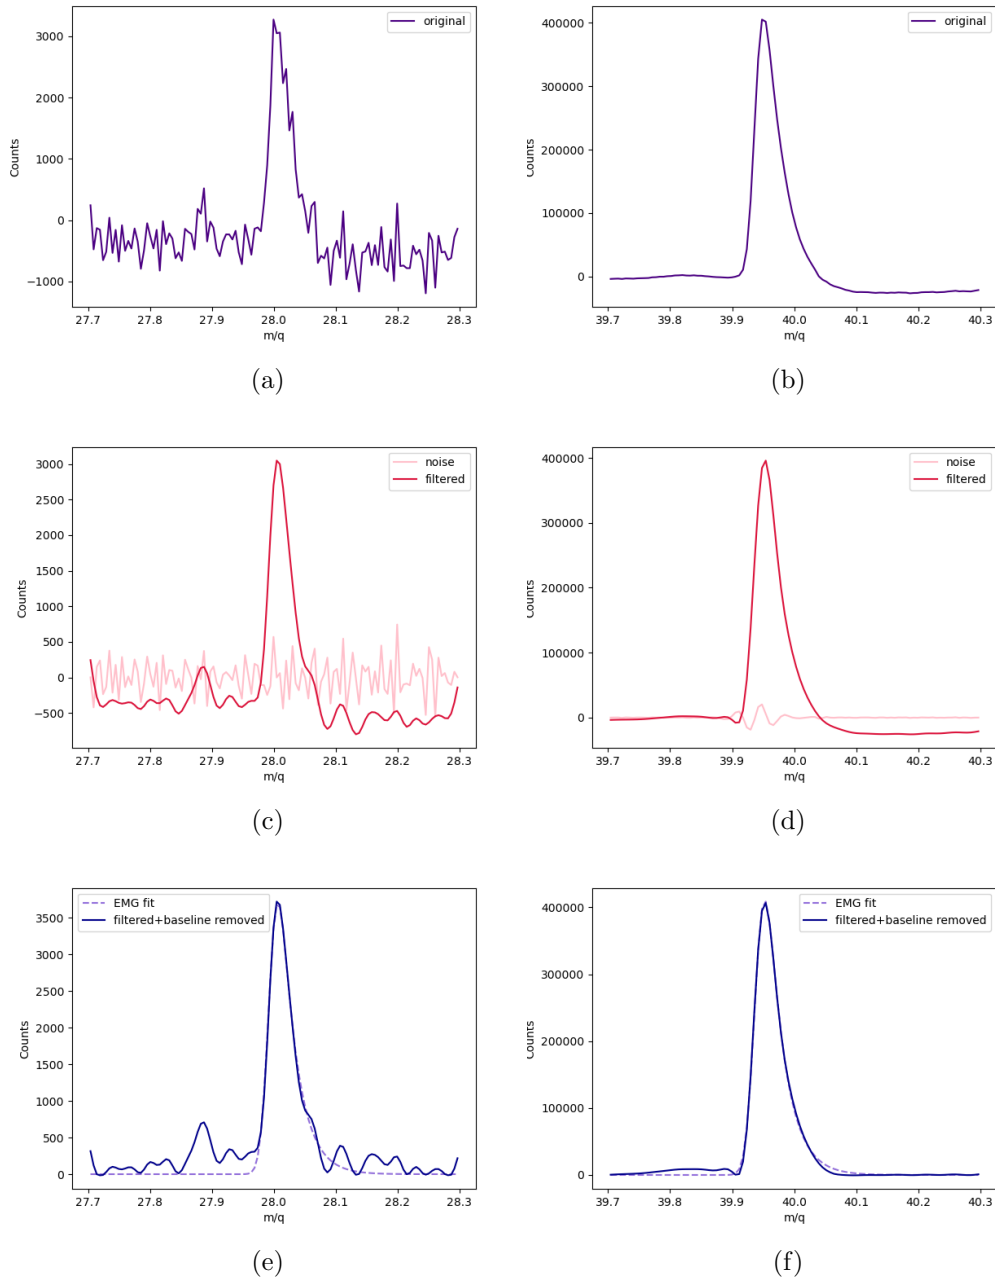 original
3000
2000
1000
0
−1000
Counts
27.7 27.8 27.9 28.0 28.1 28.2 28.3
m/q
(a)
original
400000
300000
200000
100000
0
Counts
39.7 39.8 39.9 40.0 40.1 40.2 40.3
m/q
(b)
noise
filtered
3000
2500
2000
1500
1000
500
0
−500
Counts
27.7 27.8 27.9 28.0 28.1 28.2 28.3
m/q
(c)
noise
filtered
400000
300000
200000
100000
0
Counts
39.7 39.8 39.9 40.0 40.1 40.2 40.3
m/q
(d)
EMG fit
filtered+baseline removed
3500
3000
2500
2000
1500
1000
500
0
Counts
27.7 27.8 27.9 28.0 28.1 28.2 28.3
m/q
(e)
EMG fit
filtered+baseline removed
400000
300000
200000
100000
0
Counts
39.7 39.8 39.9 40.0 40.1 40.2 40.3
m/q
(f)